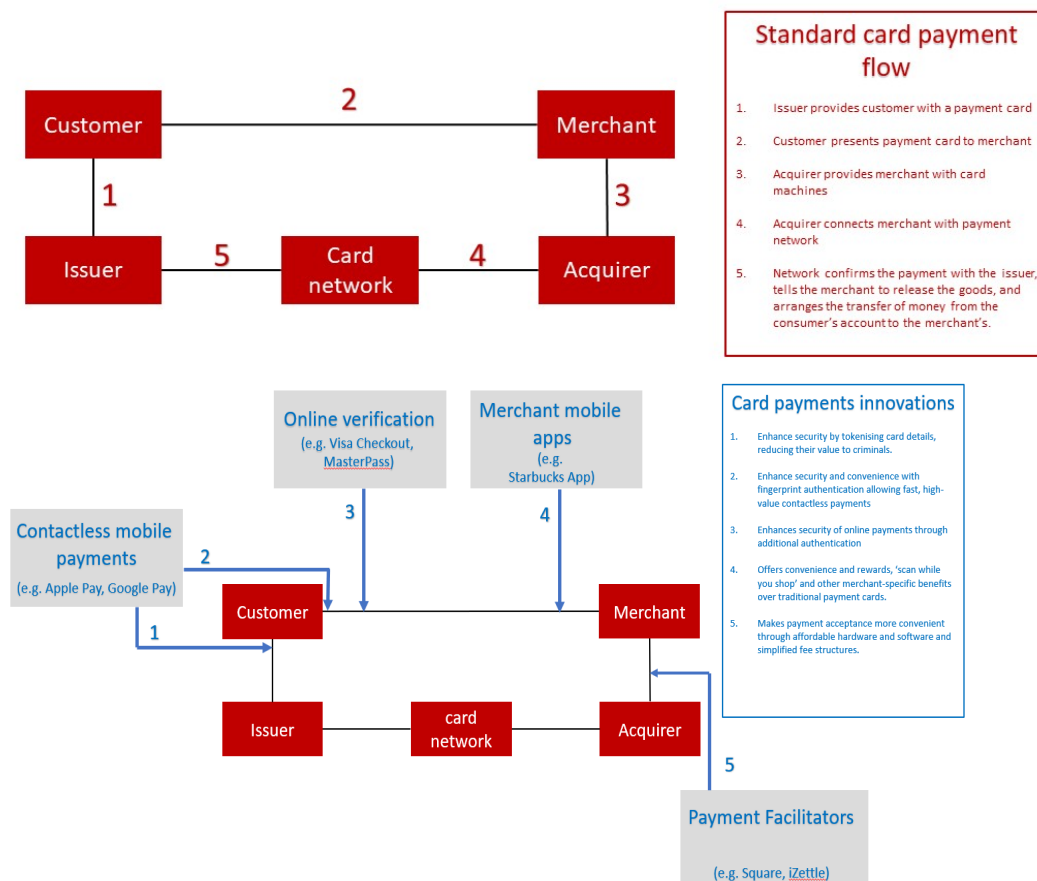 Standard card payment
flow
1. Issuer provides customer with a payment card
2. Customer presents payment card to merchant
3. Acquirer provides merchant with card
machines
4. Acquirer connects merchant with payment
network
5. Network confirms the payment with the issuer,
tells the merchant to release the goods, and
arranges the transfer of money from the
consumer's account to the merchant's.
Customer
2
Merchant
1
3
Issuer
5
Card
network
4
Acquirer
Online verification
(e.g. Visa Checkout,
MasterPass)
Merchant mobile
apps
(e.g.
Starbucks App)
Card payments innovations
1. Enhance security by tokenising card details,
reducing their value to criminals.
2. Enhance security and convenience with
fingerprint authentication allowing fast, high-
value contactless payments
3. Enhances security of online payments through
additional authentication
4. Offers convenience and rewards, 'scan while
you shop' and other merchant-specific benefits
over traditional payment cards.
5. Makes payment acceptance more convenient
through affordable hardware and software and
simplified fee structures.
Contactless mobile
payments
(e.g. Apple Pay, Google Pay)
3
4
2
1
Customer
Merchant
Issuer
card
network
Acquirer
5
Payment Facilitators
(e.g. Square, iZettle)